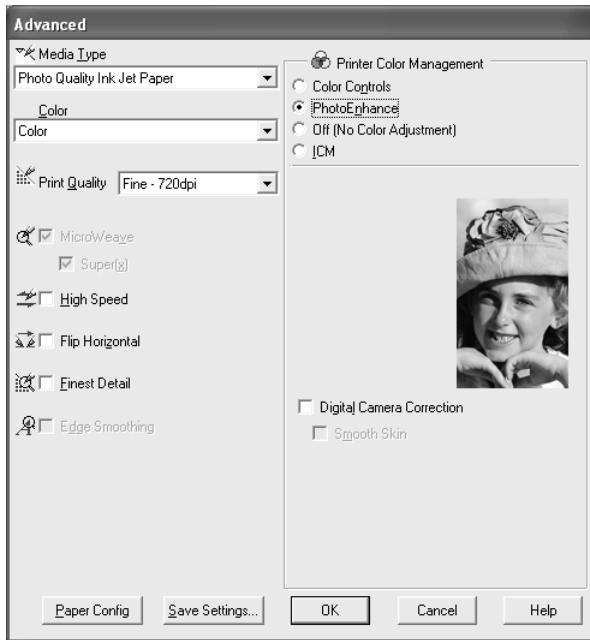 Advanced
Media Type
Photo Quality Ink Jet Paper
Color
Color
Print Quality Fine - 720dpi
MicroWeave
Super(x)
High Speed
Flip Horizontal
Finest Detail
Edge Smoothing
Printer Color Management
Color Controls
PhotoEnhance
Off (No Color Adjustment)
ICM
Digital Camera Correction
Smooth Skin
Paper Config Save Settings... OK Cancel Help